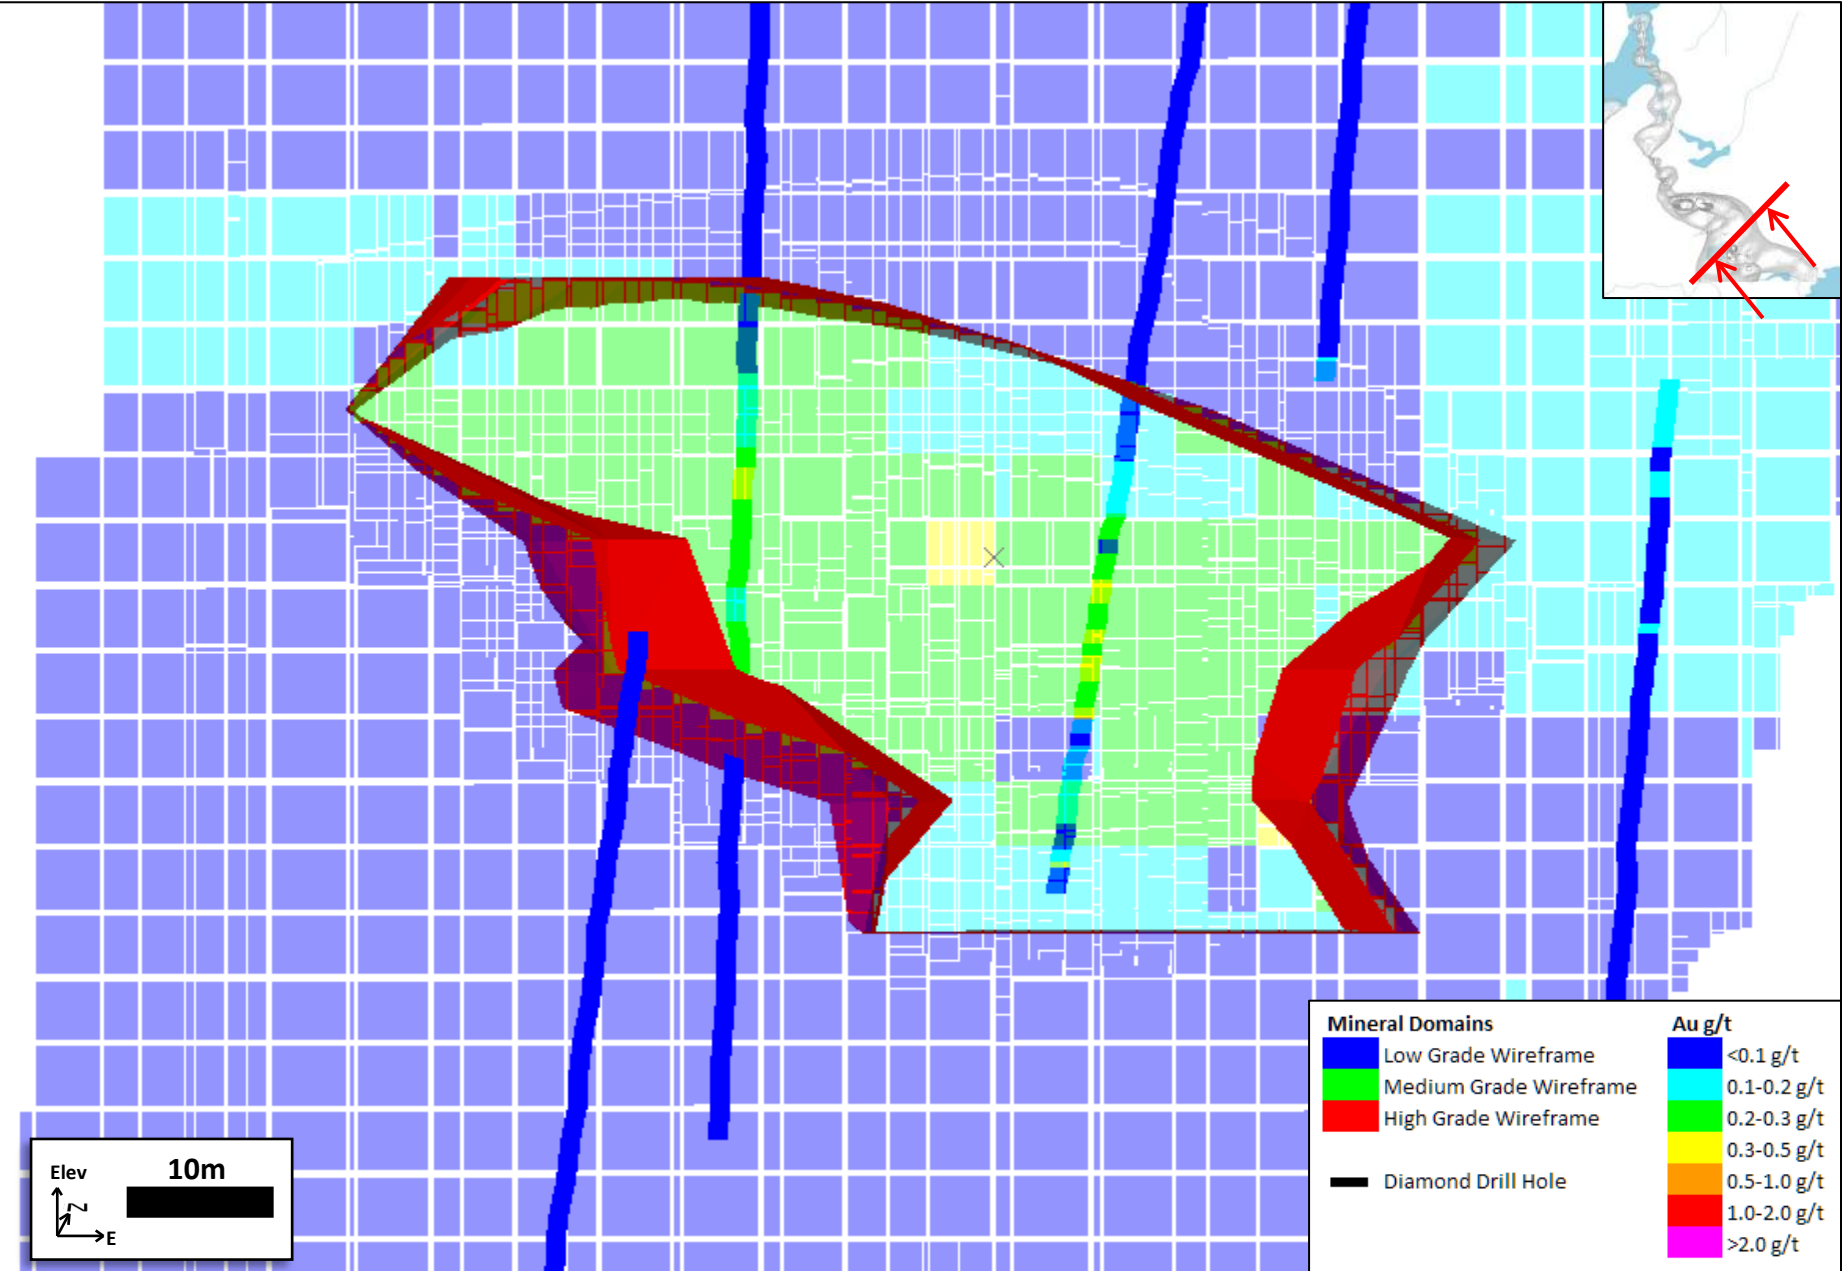 Mineral Domains
Low Grade Wireframe
Medium Grade Wireframe
High Grade Wireframe
Diamond Drill Hole
Au g/t
<0.1 g/t
0.1-0.2 g/t
0.2-0.3 g/t
0.3-0.5 g/t
0.5-1.0 g/t
1.0-2.0 g/t
>2.0 g/t
Elev
N
E
10m